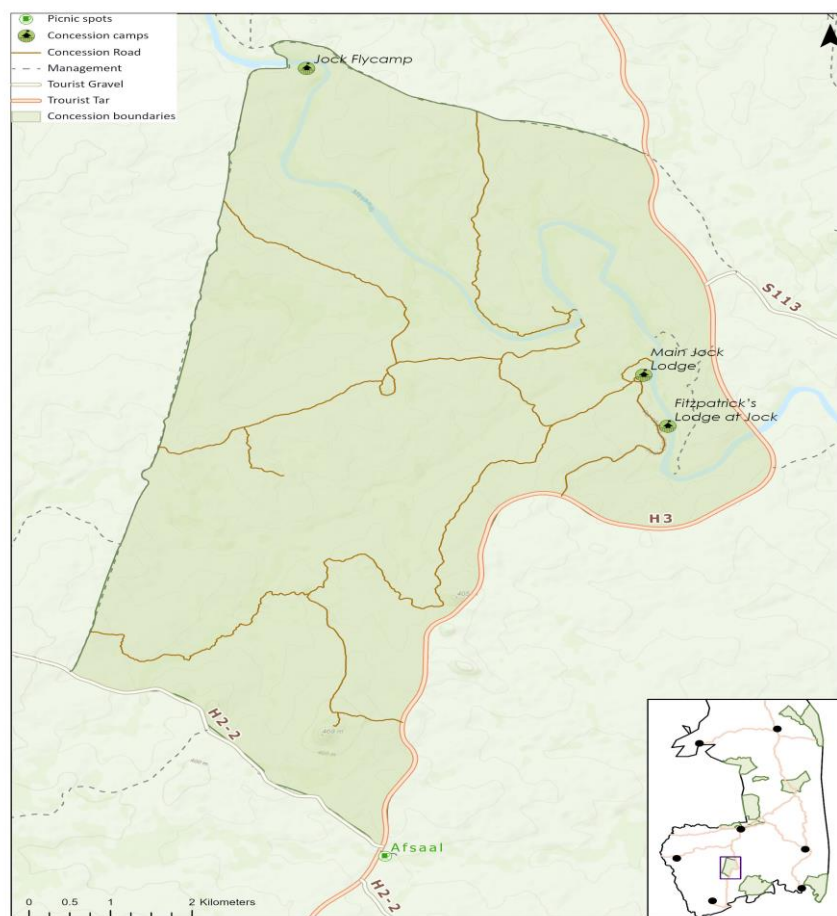 Picnic spots
Concession camps
Concession Road
Management
Tourist Gravel
Trourist Tar
Concession boundaries
N
Jock Flycamp
S113
Main Jock
Lodge
Fitzpatrick's
Lodge at Jock
H3
H2-2
Afsaal
H2-2
0 0.5 1 2 Kilometers